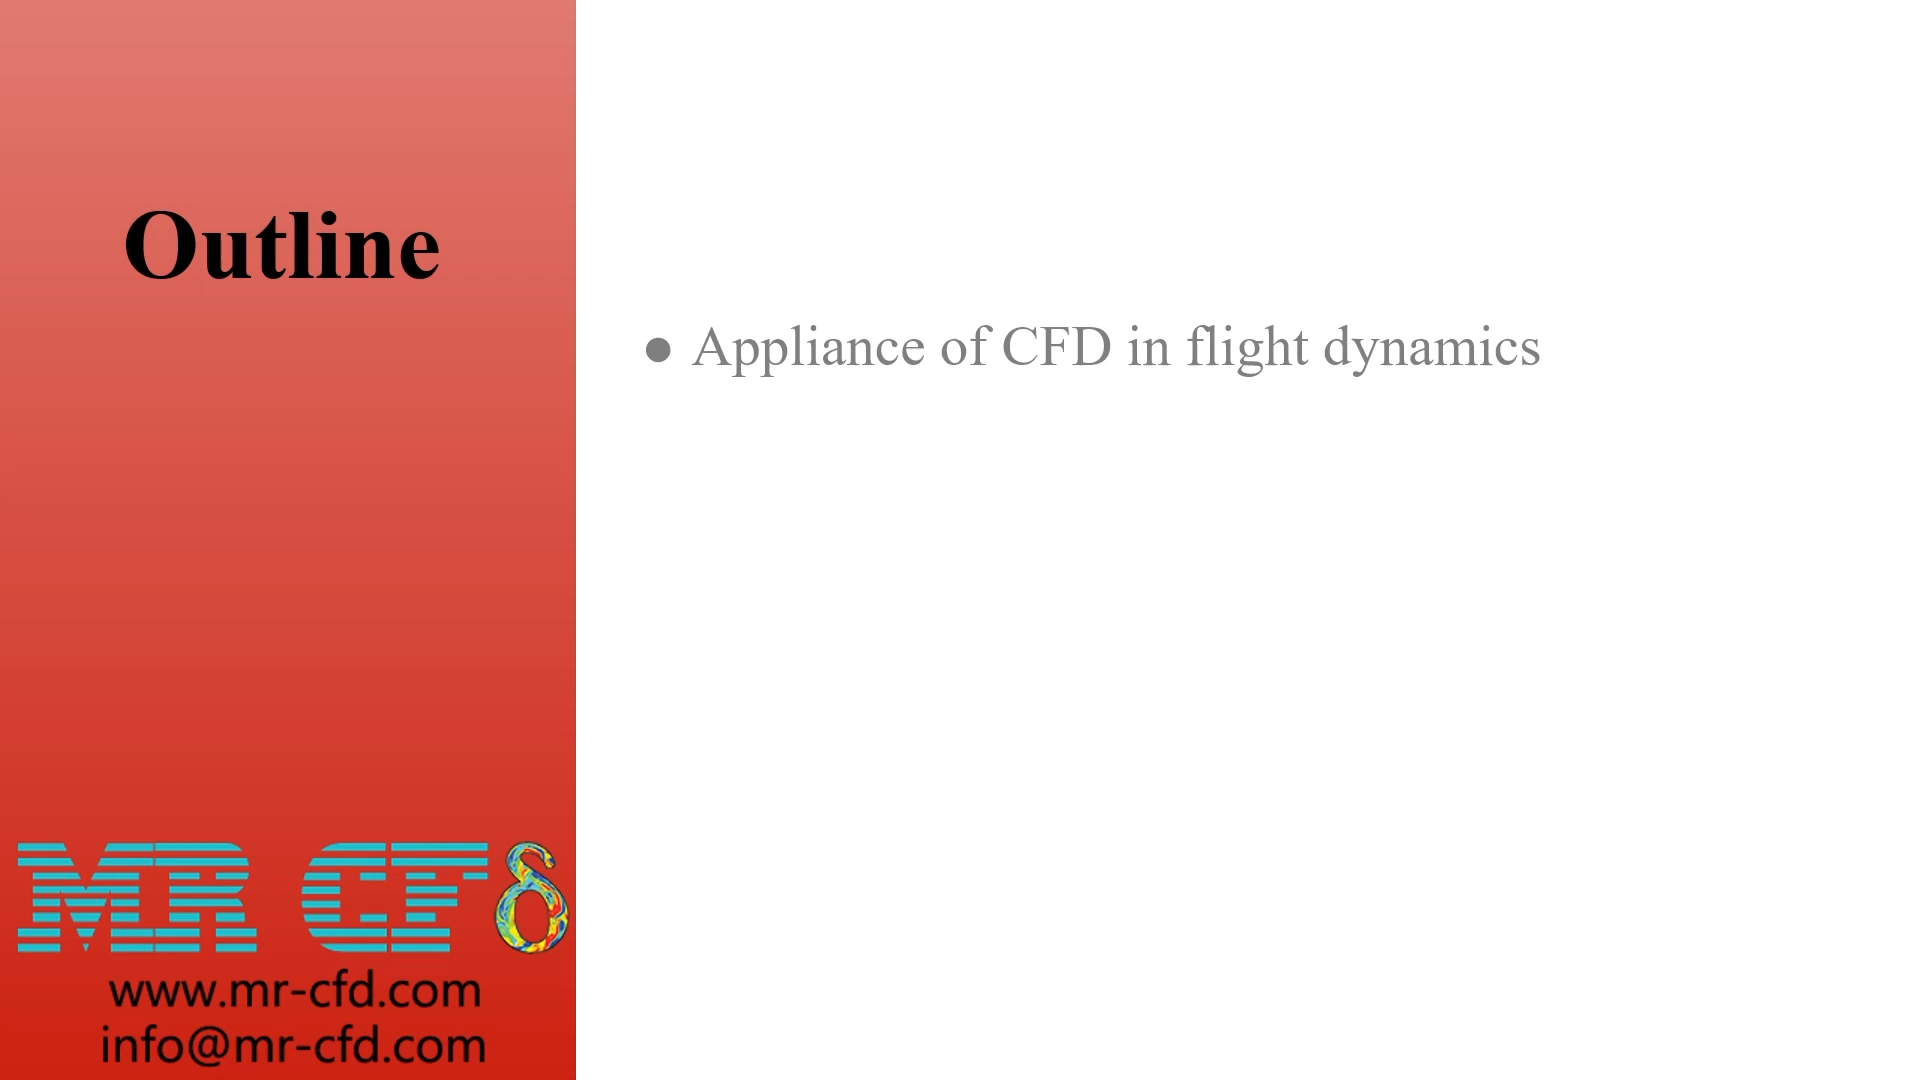 Outline
● Appliance of CFD in flight dynamics
MR CFδ
www.mr-cfd.com
info@mr-cfd.com